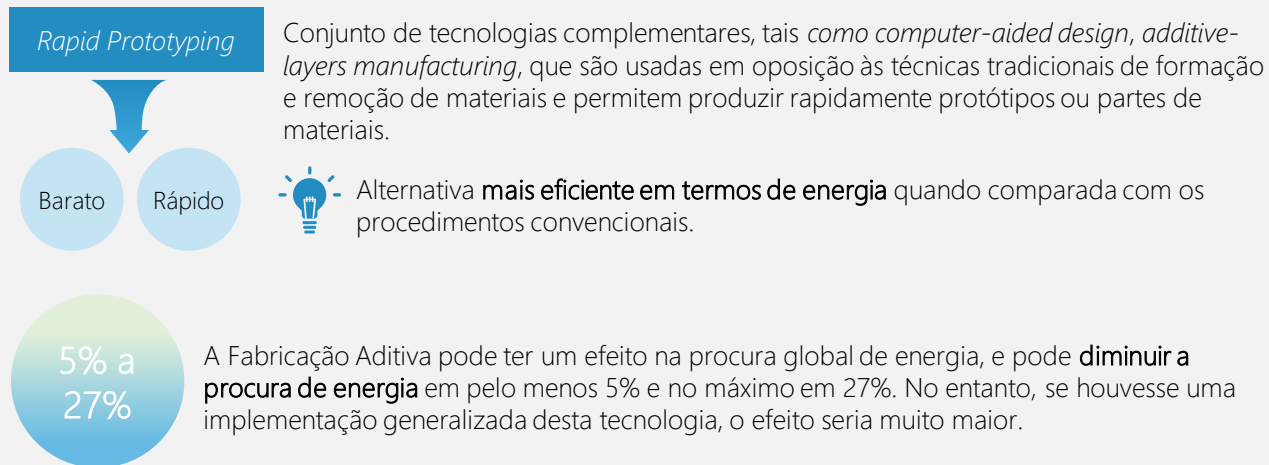 Rapid Prototyping
Conjunto de tecnologias complementares, tais como computer-aided design, additive-
layers manufacturing, que são usadas em oposição às técnicas tradicionais de formação
e remoção de materiais e permitem produzir rapidamente protótipos ou partes de
materiais.
Barato
Rápido
Alternativa mais eficiente em termos de energia quando comparada com os
procedimentos convencionais.
5% a
27%
A Fabricação Aditiva pode ter um efeito na procura global de energia, e pode diminuir a
procura de energia em pelo menos 5% e no máximo em 27%. No entanto, se houvesse uma
implementação generalizada desta tecnologia, o efeito seria muito maior.